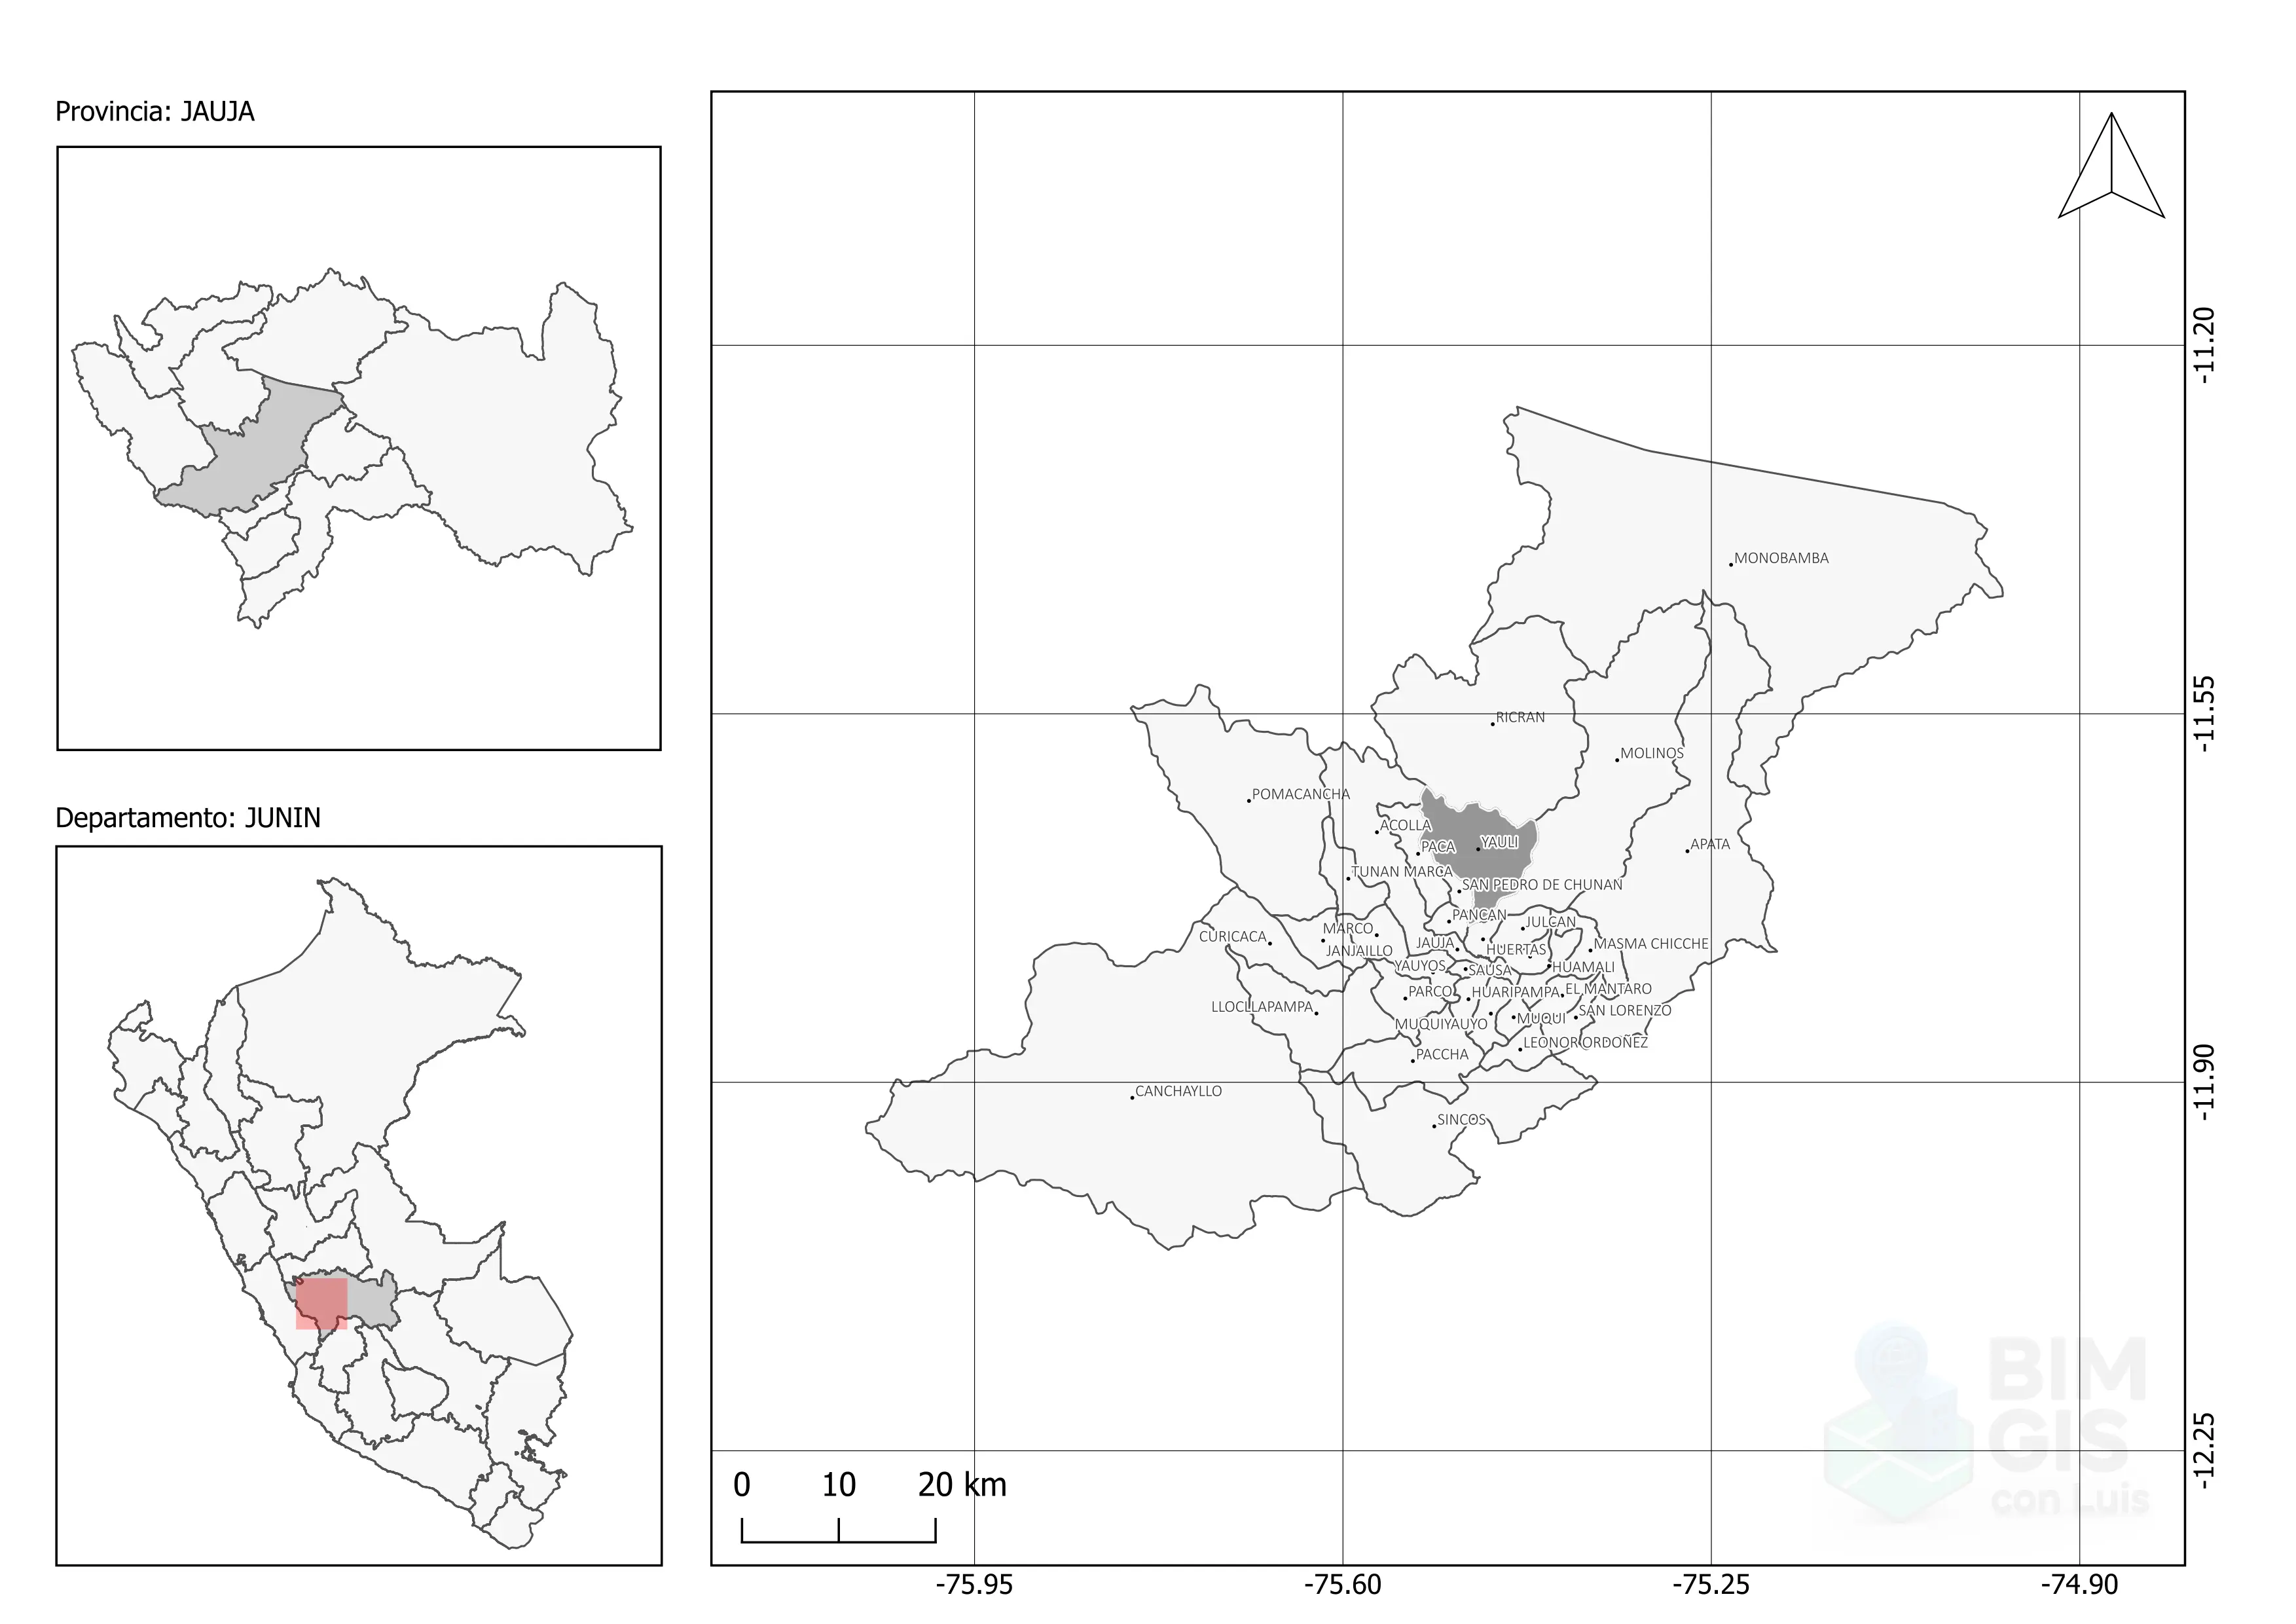 Provincia: JAUJA
Departamento: JUNIN
MONOBAMBA
RICRAN
MOLINOS
POMACANCHA
ACOLLA
YAULI
PACA
APATA
TUNAN MARCA
SAN PEDRO DE CHUNAN
PANCAN
JULCAN
MARCO
CURICACA
JAUJA
MASMA CHICCHE
JANJAILLO
HUERTAS
YAUYOS
SAUSA
HUAMALI
PARCO
HUARIPAMPA
EL MANTARO
LLOCLLAPAMPA
SAN LORENZO
MUQUIYAUYO
MUQUI
LEONOR ORDOÑEZ
PACCHA
CANCHAYLLO
SINCOS
-11.20
-11.55
-11.90
-12.25
0 10 20 km
-75.95 -75.60 -75.25 -74.90
BIM
GIS
con Luis